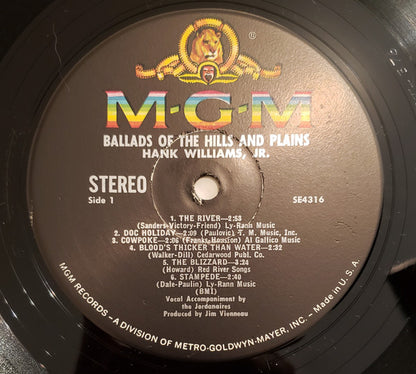 ®
M-G-M
BALLADS OF THE HILLS AND PLAINS
HANK WILLIAMS, JR.
STEREO
Side 1
SE4316
1. THE RIVER—2:53
(Sanders-Victory-Friend) Ly-Rann Music
2. DOC HOLIDAY—2:09 (Paulovic) T. M. Music, Inc.
3. COWPOKE—2:06 (Franks-Houston) Al Gallico Music
4. BLOOD'S THICKER THAN WATER—2:32
(Walker-Dill) Cedarwood Publ. Co.
5. THE BLIZZARD—3:24
(Howard) Red River Songs
6. STAMPEDE—2:40
(Dale-Paulin) Ly-Rann Music
(BMI)
Vocal Accompaniment by
the Jordanaires
Produced by Jim Vienneau
MGM RECORDS – A DIVISION OF METRO-GOLDWYN-MAYER, INC. – Made in U.S.A.